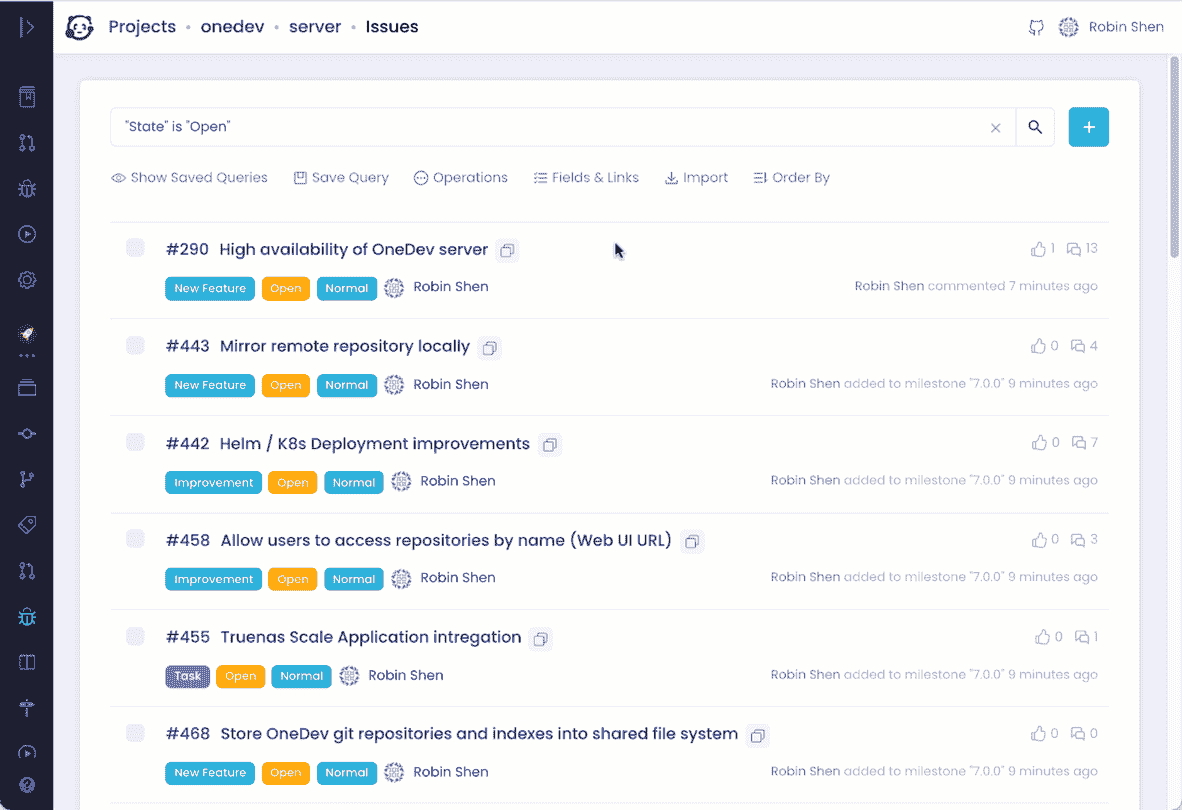 Projects • onedev • server • Issues Robin Shen
"State" is "Open"
Show Saved Queries Save Query Operations Fields & Links Import Order By
#290 High availability of OneDev server 1 13
New Feature Open Normal Robin Shen Robin Shen commented 7 minutes ago
#443 Mirror remote repository locally 0 4
New Feature Open Normal Robin Shen Robin Shen added to milestone "7.0.0" 9 minutes ago
#442 Helm / K8s Deployment improvements 0 7
Improvement Open Normal Robin Shen Robin Shen added to milestone "7.0.0" 9 minutes ago
#458 Allow users to access repositories by name (Web UI URL) 0 3
Improvement Open Normal Robin Shen Robin Shen added to milestone "7.0.0" 9 minutes ago
#455 Truenas Scale Application intregation 0 1
Task Open Normal Robin Shen Robin Shen added to milestone "7.0.0" 9 minutes ago
#468 Store OneDev git repositories and indexes into shared file system 0 0
New Feature Open Normal Robin Shen Robin Shen added to milestone "7.0.0" 9 minutes ago